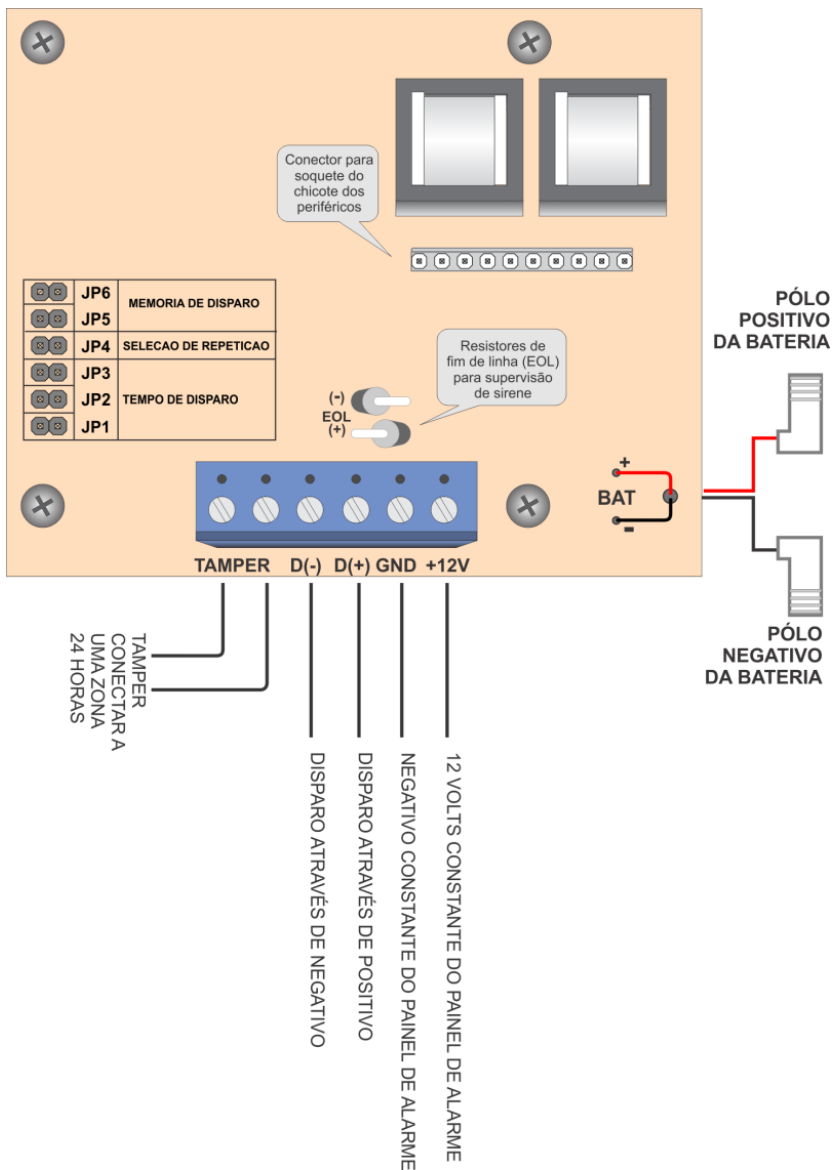 Conector para
soquete do
chicote dos
periféricos
JP6
JP5
MEMORIA DE DISPARO
JP4 SELECAO DE REPETICAO
JP3
JP2
JP1
TEMPO DE DISPARO
Resistores de
fim de linha (EOL)
para supervisão
de sirene
(-)
EOL
(+)
PÓLO
POSITIVO
DA BATERIA
+
BAT
-
PÓLO
NEGATIVO
DA BATERIA
TAMPER D(-) D(+) GND +12V
TAMPER
CONECTAR A
UMA ZONA
24 HORAS
DISPARO ATRAVÉS DE NEGATIVO
DISPARO ATRAVÉS DE POSITIVO
NEGATIVO CONSTANTE DO PAINEL DE ALARME
12 VOLTS CONSTANTE DO PAINEL DE ALARME